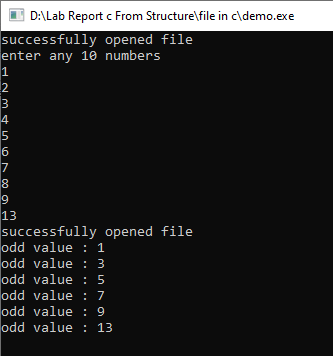 D:\Lab Report c From Structure\file in c\demo.exe
successfully opened file
enter any 10 numbers
1
2
3
4
5
6
7
8
9
13
successfully opened file
odd value : 1
odd value : 3
odd value : 5
odd value : 7
odd value : 9
odd value : 13